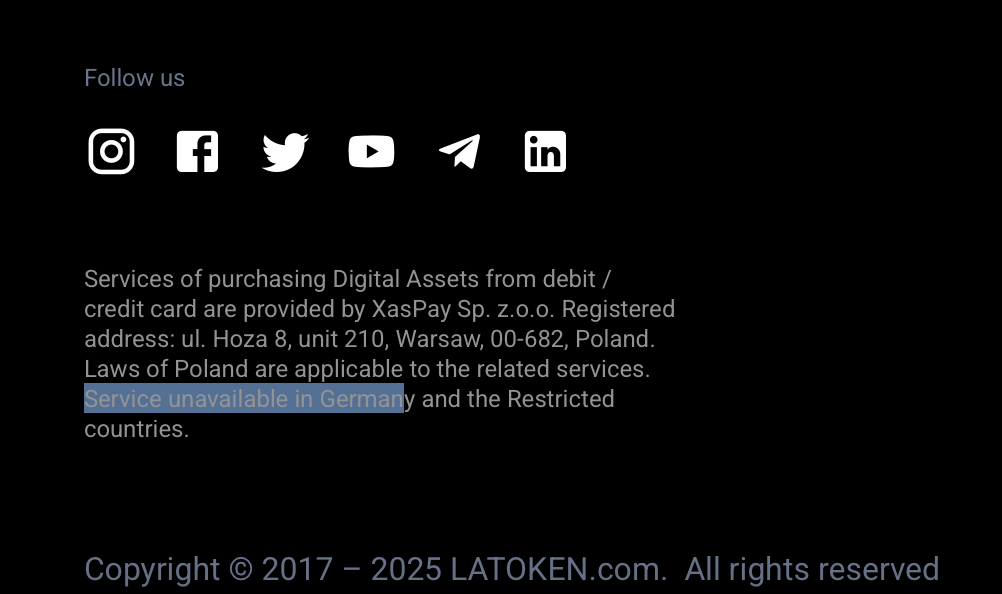 Follow us
Services of purchasing Digital Assets from debit /
credit card are provided by XasPay Sp. z.o.o. Registered
address: ul. Hoza 8, unit 210, Warsaw, 00-682, Poland.
Laws of Poland are applicable to the related services.
Service unavailable in Germany and the Restricted
countries.
Copyright © 2017 – 2025 LATOKEN.com.  All rights reserved